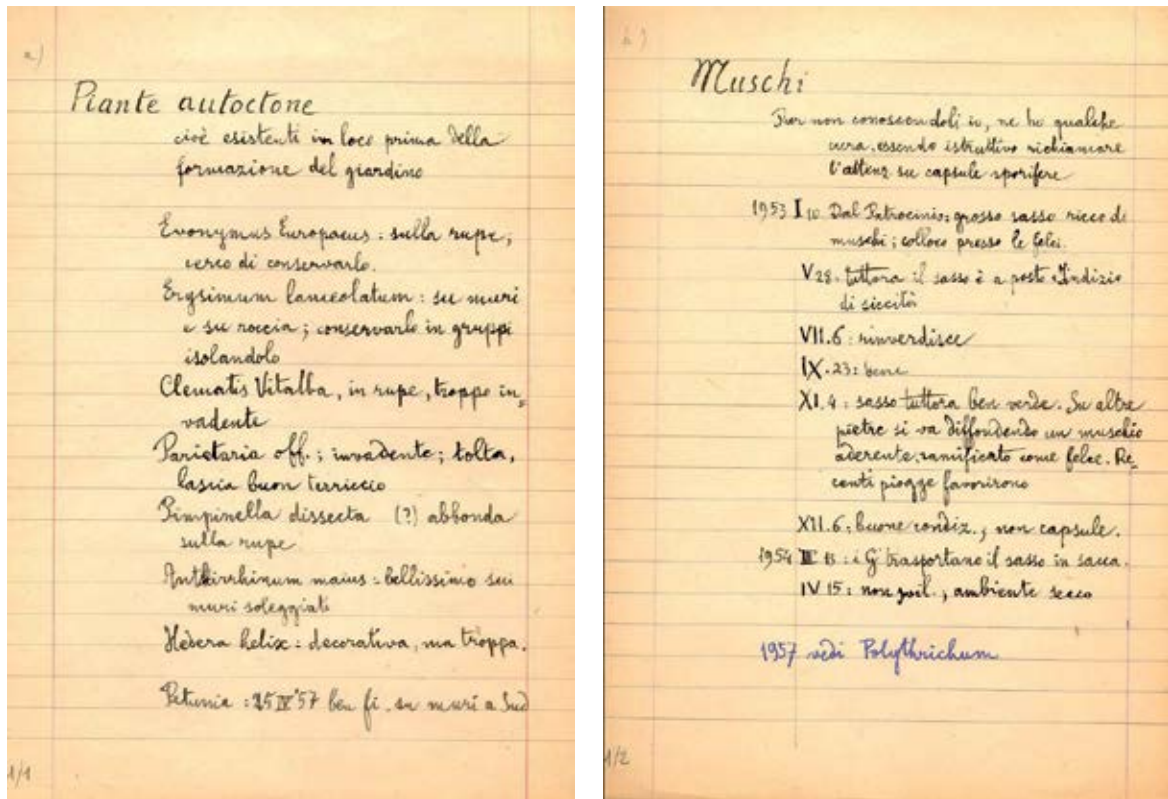 a)
Piante autoctone
cioè esistenti in loco prima della
formazione del giardino
Evonymus Europaeus : sulla rupe,
cerco di conservarlo.
Erysimum lanceolatum : su muri
e su roccia ; conservarlo in gruppi
isolandolo
Clematis Vitalba, in rupe, troppo in=
vadente
Parietaria off. ; invadente ; tolta,
lascia buon terriccio
Pimpinella dissecta (?) abbonda
sulla rupe.
Anthirrhinum maius : bellissimo sui
muri soleggiati
Hedera helix : decorativa, ma troppa.
Petunia : 25 IV 57 ben fi. su muri a Sud
1/1
b)
Muschi
Pur non conoscendoli io, ne ho qualche
cura, essendo istruttivo richiamare
l'attenz su capsule sporifere
1953 I 10. Dal Patrocinio: grosso sasso ricco di
muschi ; colloco presso le felci.
V 28. tuttora il sasso è a posto. Indizio
di siccità
VII.6 : rinverdisce
IX.23 : bene
XI.4 : sasso tuttora ben verde. Su altre
pietre si va diffondendo un muschio
aderente, ramificato come felce. Re=
centi piogge favorirono
XII.6 : buone condiz., non capsule.
1954 III 13 : i G. trasportano il sasso in
IV 15 : non svil., ambiente secco
1957 vedi Polythrichum
1/2